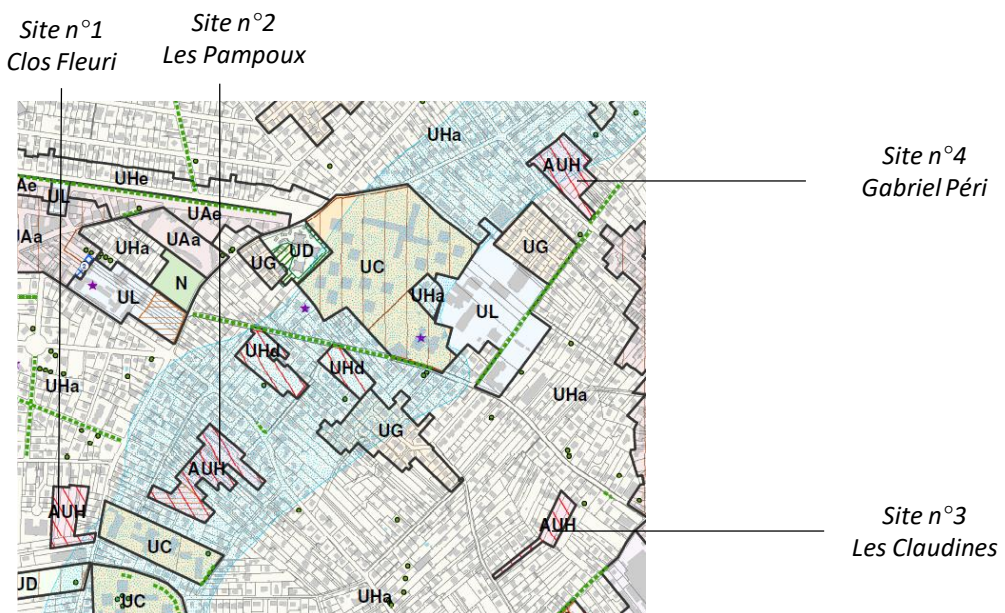 Site n°1
Clos Fleuri
Site n°2
Les Pampoux
Site n°4
Gabriel Péri
Site n°3
Les Claudines
UHa
AUH
UHe
Ae
UL
UAe
UAa
UHa
UAa
UG
UD
UC
UG
N
UHa
UL
UL
UHd
UHd
UHa
UHa
UG
AUH
AUH
AUH
UC
UD
UC
UHa